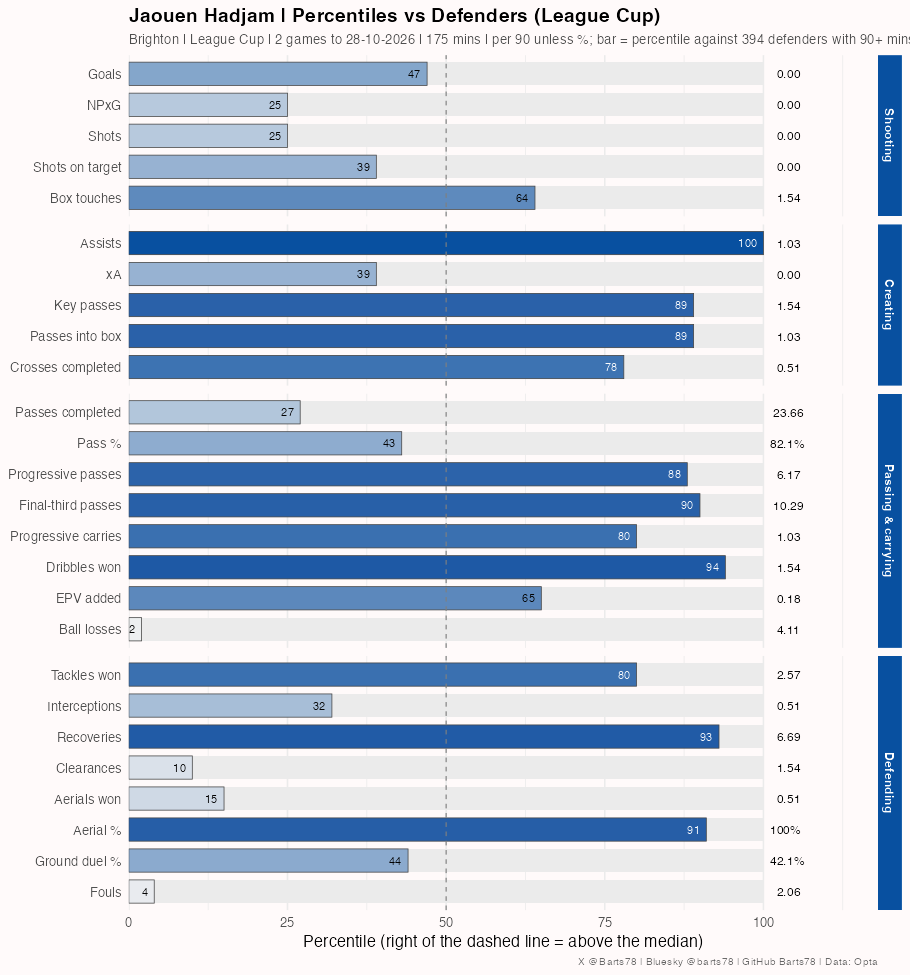 Jaouen Hadjam | Percentiles vs Defenders (League Cup)
Brighton | League Cup | 2 games to 28-10-2026 | 175 mins | per 90 unless %; bar = percentile against 394 defenders with 90+ mins
Goals 47 0.00
NPxG 25 0.00
Shots 25 0.00
Shots on target 39 0.00
Box touches 64 1.54
Shooting
Assists 100 1.03
xA 39 0.00
Key passes 89 1.54
Passes into box 89 1.03
Crosses completed 78 0.51
Creating
Passes completed 27 23.66
Pass % 43 82.1%
Progressive passes 88 6.17
Final-third passes 90 10.29
Progressive carries 80 1.03
Dribbles won 94 1.54
EPV added 65 0.18
Ball losses 2 4.11
Passing & carrying
Tackles won 80 2.57
Interceptions 32 0.51
Recoveries 93 6.69
Clearances 10 1.54
Aerials won 15 0.51
Aerial % 91 100%
Ground duel % 44 42.1%
Fouls 4 2.06
Defending
0 25 50 75 100
Percentile (right of the dashed line = above the median)
X @Barts78 | Bluesky @barts78 | GitHub Barts78 | Data: Opta